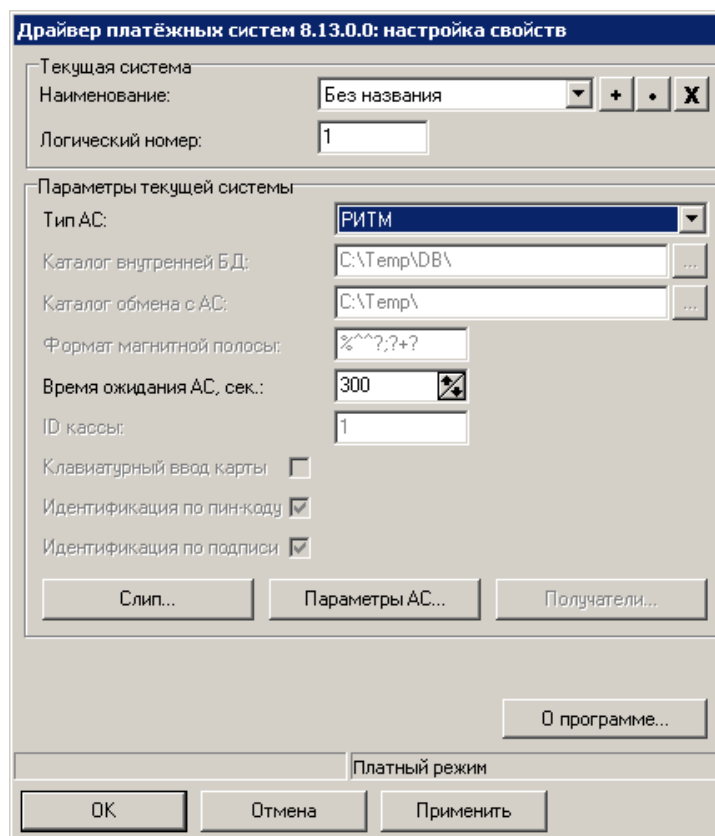 Драйвер платёжных систем 8.13.0.0: настройка свойств
Текущая система
Наименование: Без названия + • X
Логический номер: 1
Параметры текущей системы
Тип АС: РИТМ
Каталог внутренней БД: C:\Temp\DB\ ...
Каталог обмена с АС: C:\Temp\ ...
Формат магнитной полосы: %^^?;?+?
Время ожидания АС, сек.: 300
ID кассы: 1
Клавиатурный ввод карты
Идентификация по пин-коду
Идентификация по подписи
Слип... Параметры АС... Получатели...
О программе...
Платный режим
ОК Отмена Применить